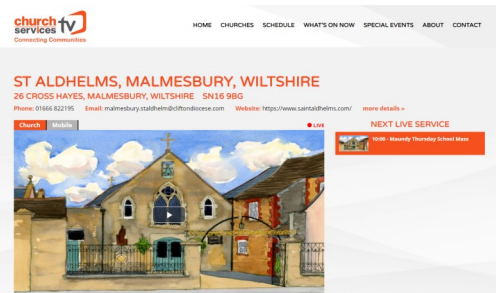 church
services tv
Connecting Communities
HOME CHURCHES SCHEDULE WHAT'S ON NOW SPECIAL EVENTS ABOUT CONTACT
ST ALDHELMS, MALMESBURY, WILTSHIRE
26 CROSS HAYES, MALMESBURY, WILTSHIRE SN16 9BG
Phone: 01666 822195 Email: malmesbury.staldhelm@cliftondiocese.com Website: https://www.saintaldhelms.com/ more details »
Church Mobile LIVE
NEXT LIVE SERVICE
10:00 - Maundy Thursday School Mass